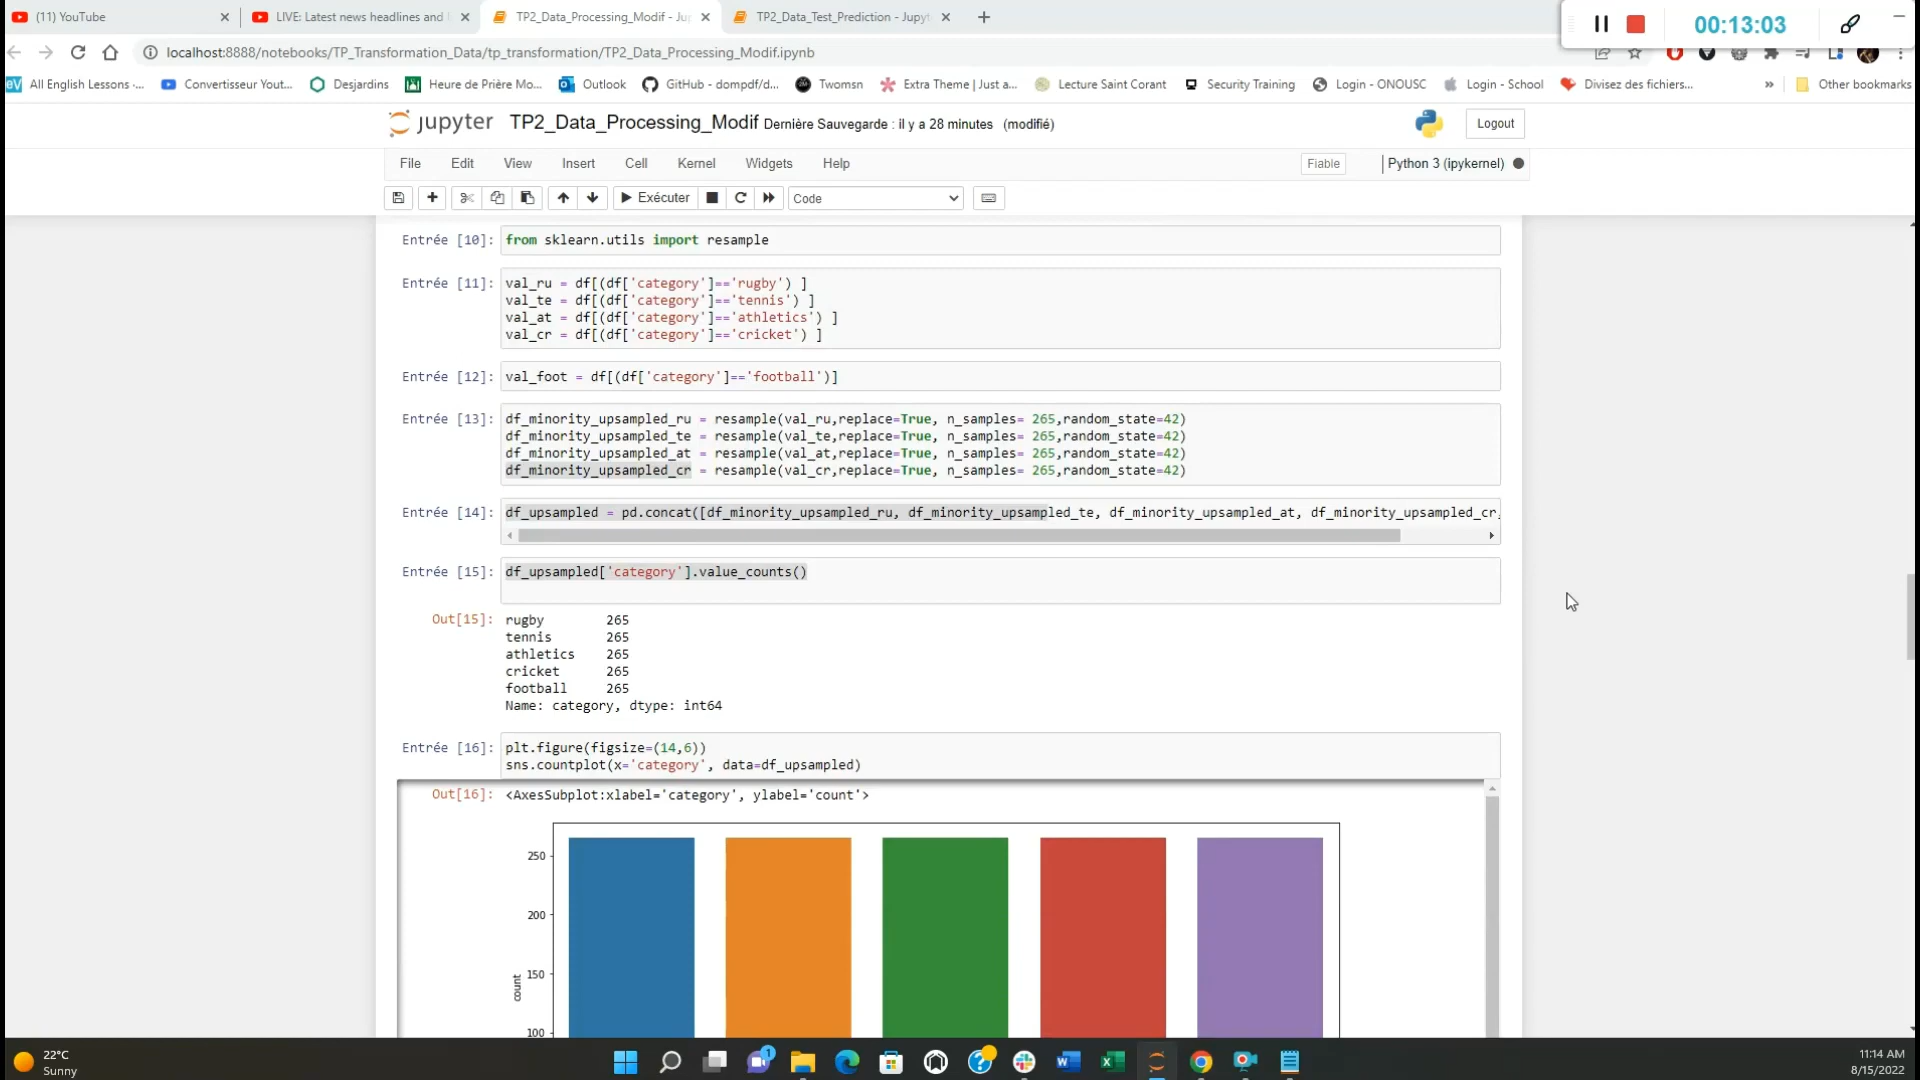 (11) YouTube
LIVE: Latest news headlines and
TP2_Data_Processing_Modif - Ju
TP2_Data_Test_Prediction - Jupyt
00:13:03
localhost:8888/notebooks/TP_Transformation_Data/tp_transformation/TP2_Data_Processing_Modif.ipynb
All English Lessons -...
Convertisseur Yout...
Desjardins
Heure de Prière Mo...
Outlook
GitHub - dompdf/d...
Twomsn
Extra Theme | Just a...
Lecture Saint Corant
Security Training
Login - ONOUSC
Login - School
Divisez des fichiers...
»
Other bookmarks
jupyter TP2_Data_Processing_Modif Dernière Sauvegarde : il y a 28 minutes (modifié)
Logout
File Edit View Insert Cell Kernel Widgets Help
Fiable
Python 3 (ipykernel)
Exécuter
Code
Entrée [10]: from sklearn.utils import resample
Entrée [11]: val_ru = df[(df['category']=='rugby') ]
val_te = df[(df['category']=='tennis') ]
val_at = df[(df['category']=='athletics') ]
val_cr = df[(df['category']=='cricket') ]
Entrée [12]: val_foot = df[(df['category']=='football')]
Entrée [13]: df_minority_upsampled_ru = resample(val_ru,replace=True, n_samples= 265,random_state=42)
df_minority_upsampled_te = resample(val_te,replace=True, n_samples= 265,random_state=42)
df_minority_upsampled_at = resample(val_at,replace=True, n_samples= 265,random_state=42)
df_minority_upsampled_cr = resample(val_cr,replace=True, n_samples= 265,random_state=42)
Entrée [14]: df_upsampled = pd.concat([df_minority_upsampled_ru, df_minority_upsampled_te, df_minority_upsampled_at, df_minority_upsampled_cr,
Entrée [15]: df_upsampled['category'].value_counts()
Out[15]: rugby 265
tennis 265
athletics 265
cricket 265
football 265
Name: category, dtype: int64
Entrée [16]: plt.figure(figsize=(14,6))
sns.countplot(x='category', data=df_upsampled)
Out[16]: <AxesSubplot:xlabel='category', ylabel='count'>
250
200
150
100
count
22°C
Sunny
1
11:14 AM
8/15/2022